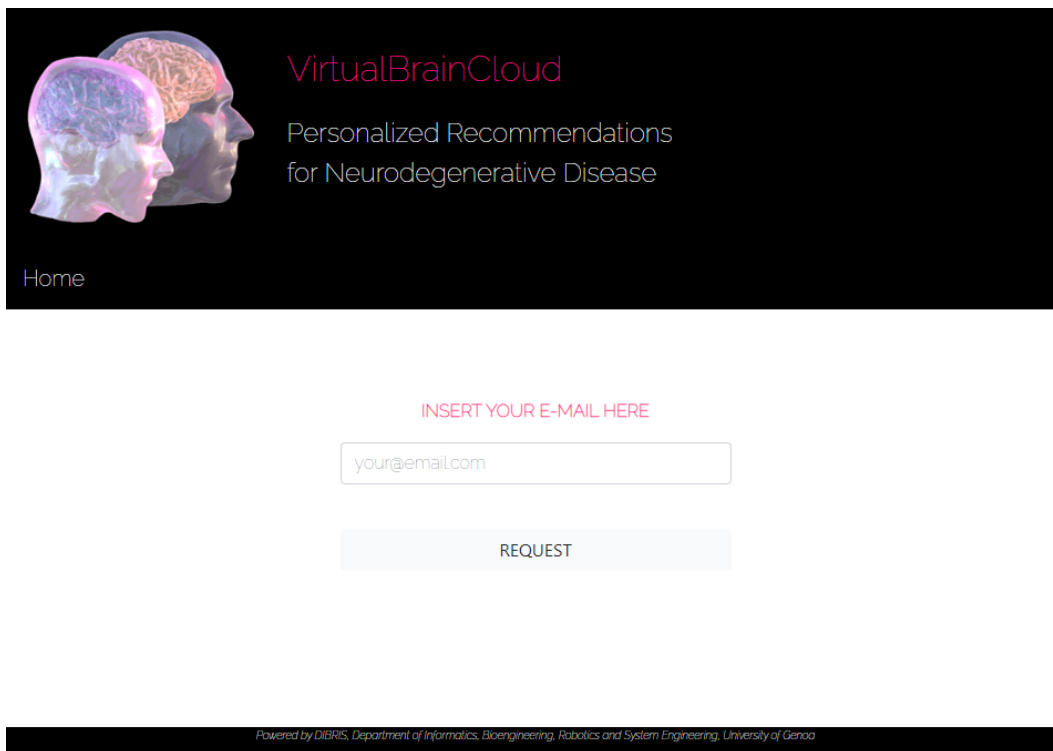 VirtualBrainCloud
Personalized Recommendations
for Neurodegenerative Disease
Home
INSERT YOUR E-MAIL HERE
your@email.com
REQUEST
Powered by DIBRIS, Department of Informatics, Bioengineering, Robotics and System Engineering, University of Genoa